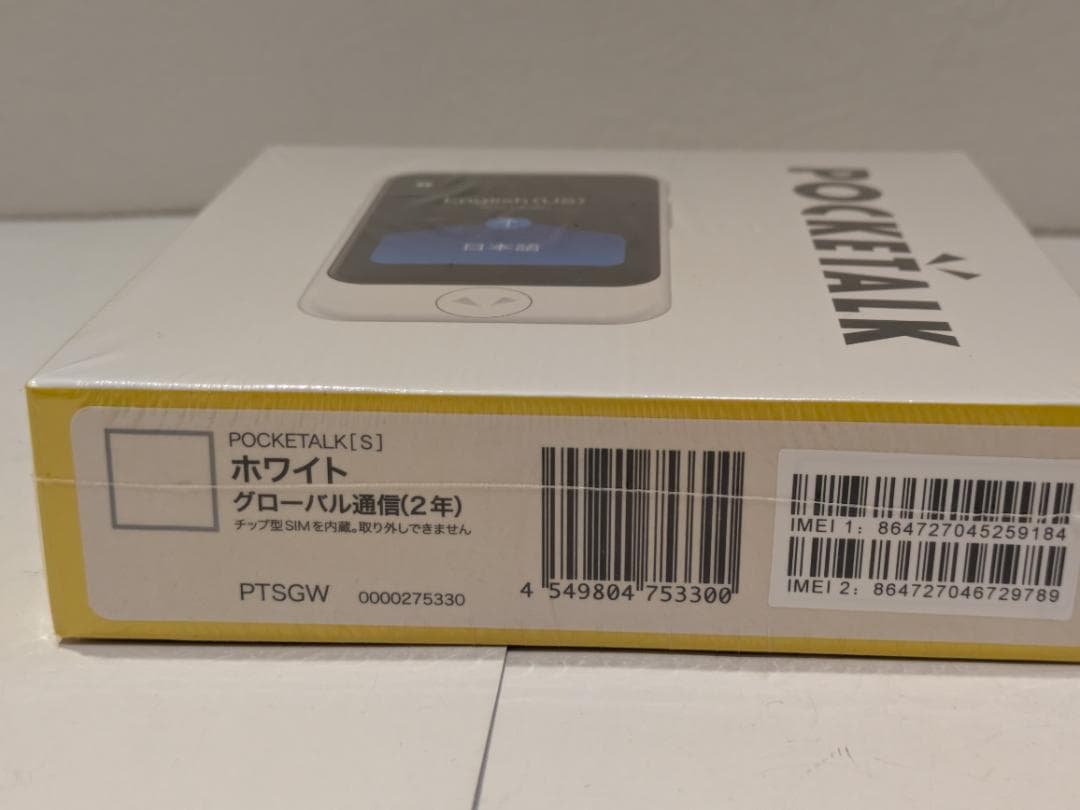 English (US)
日本語
POCKETALK
POCKETALK[S]
ホワイト
グローバル通信(2年)
チップ型SIMを内蔵。取り外しできません
PTSGW 0000275330
4 549804 753300
IMEI 1: 864727045259184
IMEI 2: 864727046729789